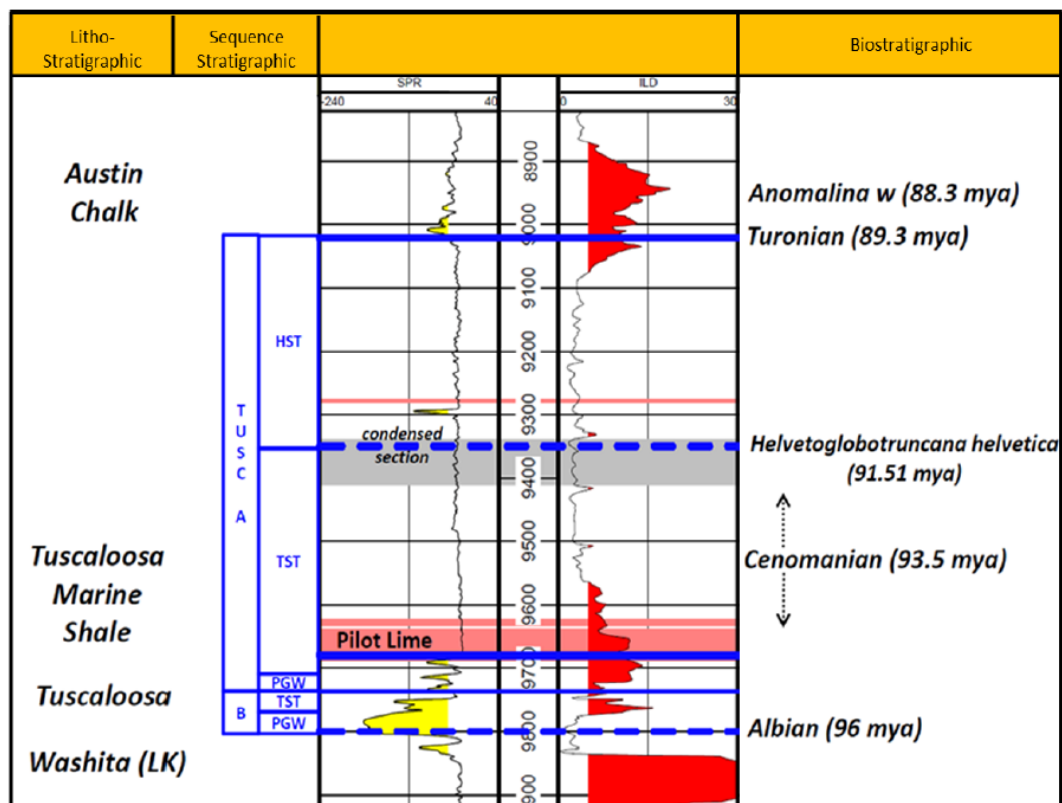 Litho-
Stratigraphic
Sequence
Stratigraphic
Biostratigraphic
SPR
ILD
-240
40
0
30
Austin
Chalk
8900
9000
Anomalina w (88.3 mya)
Turonian (89.3 mya)
9100
HST
9200
9300
T
U
S
C
A
condensed
section
Helvetoglobotruncana helvetica
(91.51 mya)
9400
9500
TST
Tuscaloosa
Marine
Shale
Cenomanian (93.5 mya)
9600
Pilot Lime
9700
PGW
Tuscaloosa
B
TST
PGW
9800
Albian (96 mya)
Washita (LK)
900